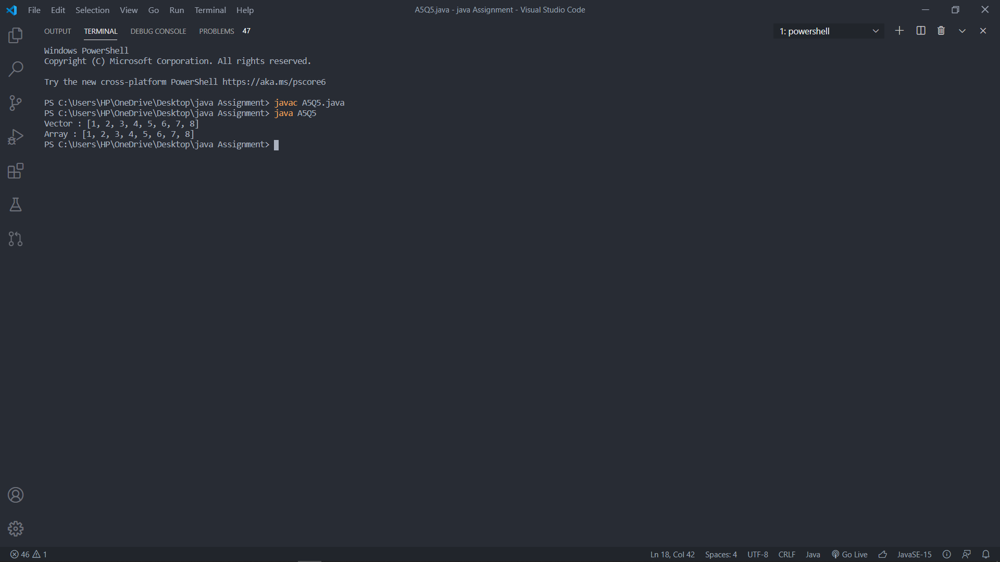 File Edit Selection View Go Run Terminal Help
A5Q5.java - java Assignment - Visual Studio Code
OUTPUT TERMINAL DEBUG CONSOLE PROBLEMS 47
1: powershell
Windows PowerShell
Copyright (C) Microsoft Corporation. All rights reserved.
Try the new cross-platform PowerShell https://aka.ms/pscore6
PS C:\Users\HP\OneDrive\Desktop\java Assignment> javac A5Q5.java
PS C:\Users\HP\OneDrive\Desktop\java Assignment> java A5Q5
Vector : [1, 2, 3, 4, 5, 6, 7, 8]
Array : [1, 2, 3, 4, 5, 6, 7, 8]
PS C:\Users\HP\OneDrive\Desktop\java Assignment>
46 1
Ln 18, Col 42 Spaces: 4 UTF-8 CRLF Java Go Live JavaSE-15